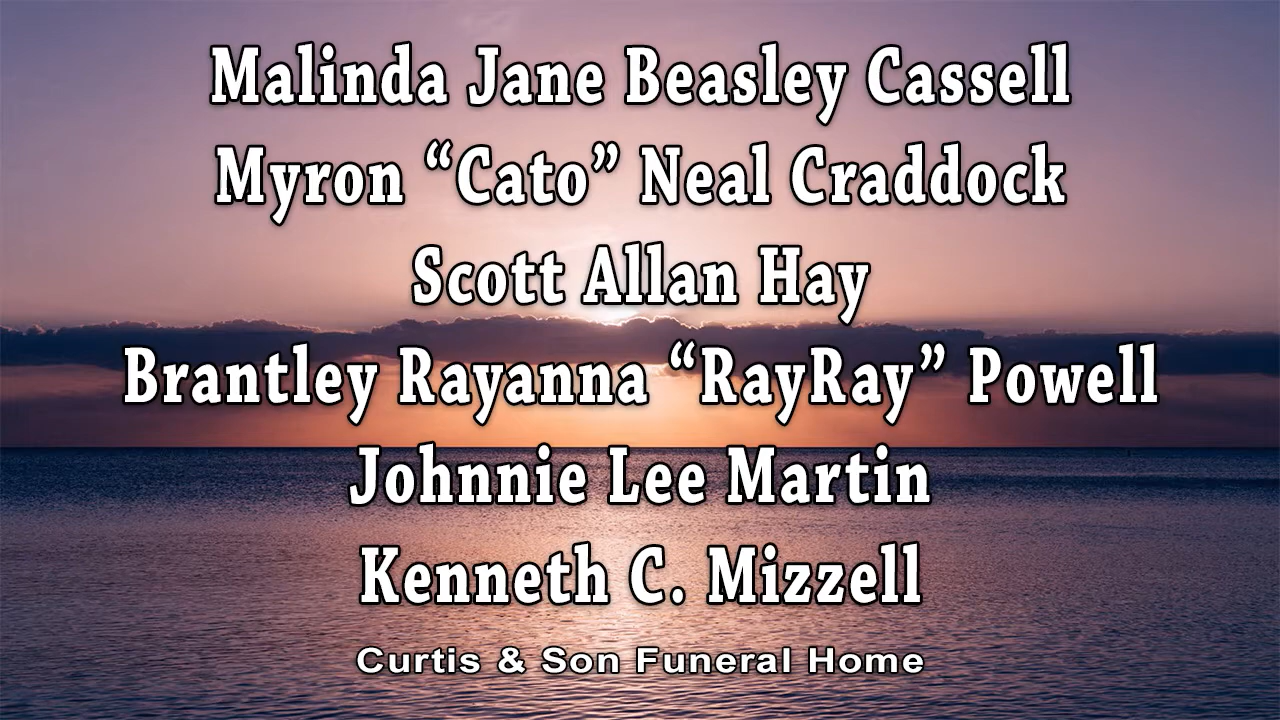 Malinda Jane Beasley Cassell
Myron “Cato” Neal Craddock
Scott Allan Hay
Brantley Rayanna “RayRay” Powell
Johnnie Lee Martin
Kenneth C. Mizzell
Curtis & Son Funeral Home